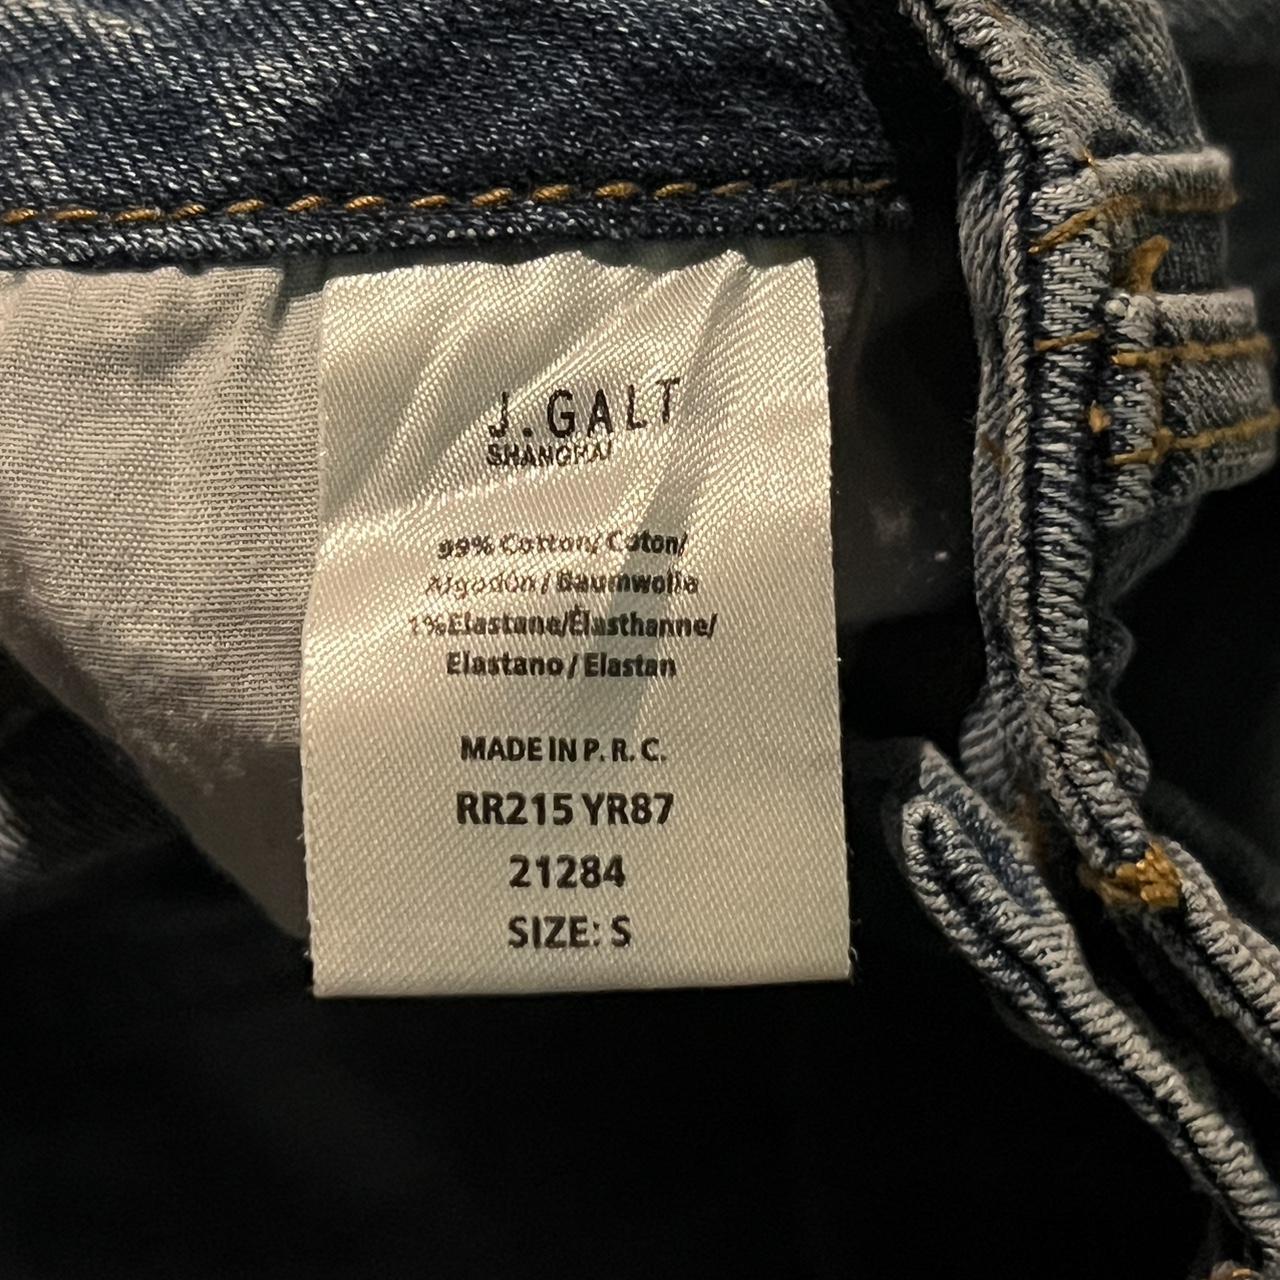 J.GALT
SHANGHAI
99% Cotton/ Coton/
Algodón / Baumwolle
1%Elastane/Élasthanne/
Elastano / Elastan
MADE IN P. R. C.
RR215 YR87
21284
SIZE: S